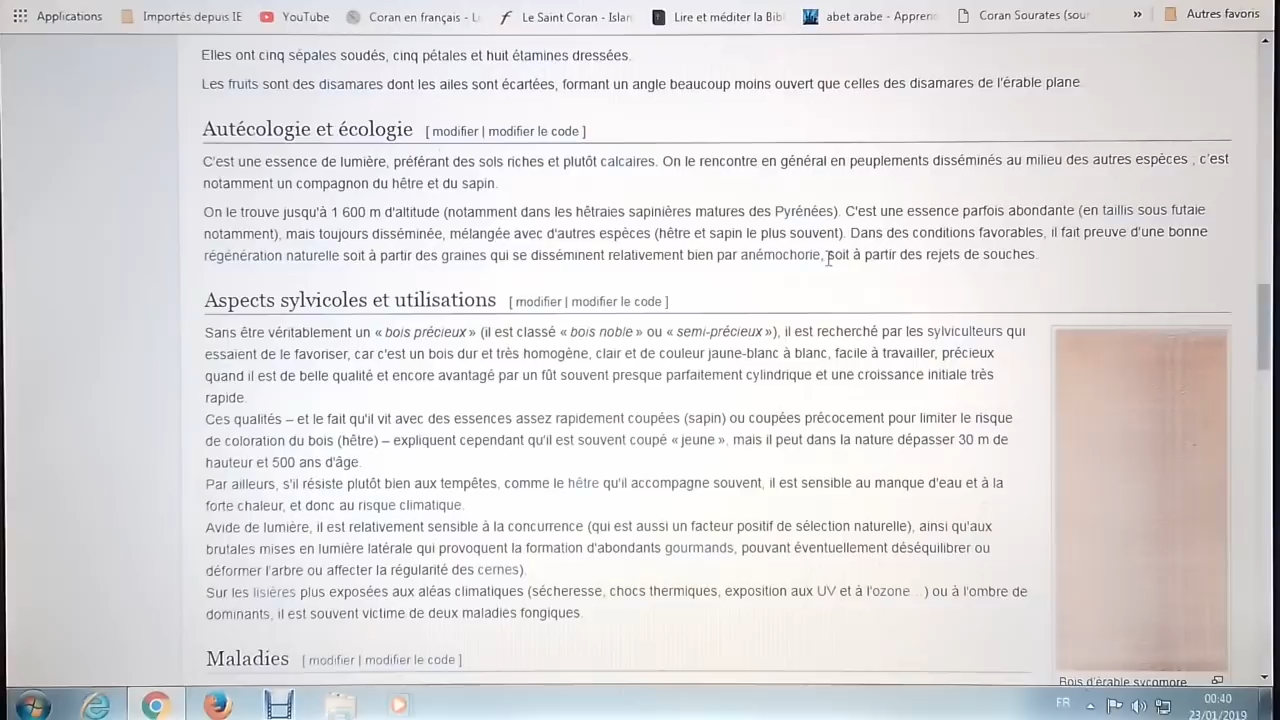 Applications Importés depuis IE YouTube Coran en français - L Le Saint Coran - Islam Lire et méditer la Bib abet arabe - Apprend Coran Sourates (sour » Autres favoris
Elles ont cinq sépales soudés, cinq pétales et huit étamines dressées.
Les fruits sont des disamares dont les ailes sont écartées, formant un angle beaucoup moins ouvert que celles des disamares de l'érable plane.
Autécologie et écologie [ modifier | modifier le code ]
C'est une essence de lumière, préférant des sols riches et plutôt calcaires. On le rencontre en général en peuplements disséminés au milieu des autres espèces , c'est
notamment un compagnon du hêtre et du sapin.
On le trouve jusqu'à 1 600 m d'altitude (notamment dans les hêtraies sapinières matures des Pyrénées). C'est une essence parfois abondante (en taillis sous futaie
notamment), mais toujours disséminée, mélangée avec d'autres espèces (hêtre et sapin le plus souvent). Dans des conditions favorables, il fait preuve d'une bonne
régénération naturelle soit à partir des graines qui se disséminent relativement bien par anémochorie, soit à partir des rejets de souches.
Aspects sylvicoles et utilisations [ modifier | modifier le code ]
Sans être véritablement un « bois précieux » (il est classé « bois noble » ou « semi-précieux »), il est recherché par les sylviculteurs qui
essaient de le favoriser, car c'est un bois dur et très homogène, clair et de couleur jaune-blanc à blanc, facile à travailler, précieux
quand il est de belle qualité et encore avantagé par un fût souvent presque parfaitement cylindrique et une croissance initiale très
rapide.
Ces qualités – et le fait qu'il vit avec des essences assez rapidement coupées (sapin) ou coupées précocement pour limiter le risque
de coloration du bois (hêtre) – expliquent cependant qu'il est souvent coupé « jeune », mais il peut dans la nature dépasser 30 m de
hauteur et 500 ans d'âge.
Par ailleurs, s'il résiste plutôt bien aux tempêtes, comme le hêtre qu'il accompagne souvent, il est sensible au manque d'eau et à la
forte chaleur, et donc au risque climatique.
Avide de lumière, il est relativement sensible à la concurrence (qui est aussi un facteur positif de sélection naturelle), ainsi qu'aux
brutales mises en lumière latérale qui provoquent la formation d'abondants gourmands, pouvant éventuellement déséquilibrer ou
déformer l'arbre ou affecter la régularité des cernes).
Sur les lisières plus exposées aux aléas climatiques (sécheresse, chocs thermiques, exposition aux UV et à l'ozone...) ou à l'ombre de
dominants, il est souvent victime de deux maladies fongiques.
Maladies [ modifier | modifier le code ]
Bois d'érable sycomore
FR 00:40
23/01/2019